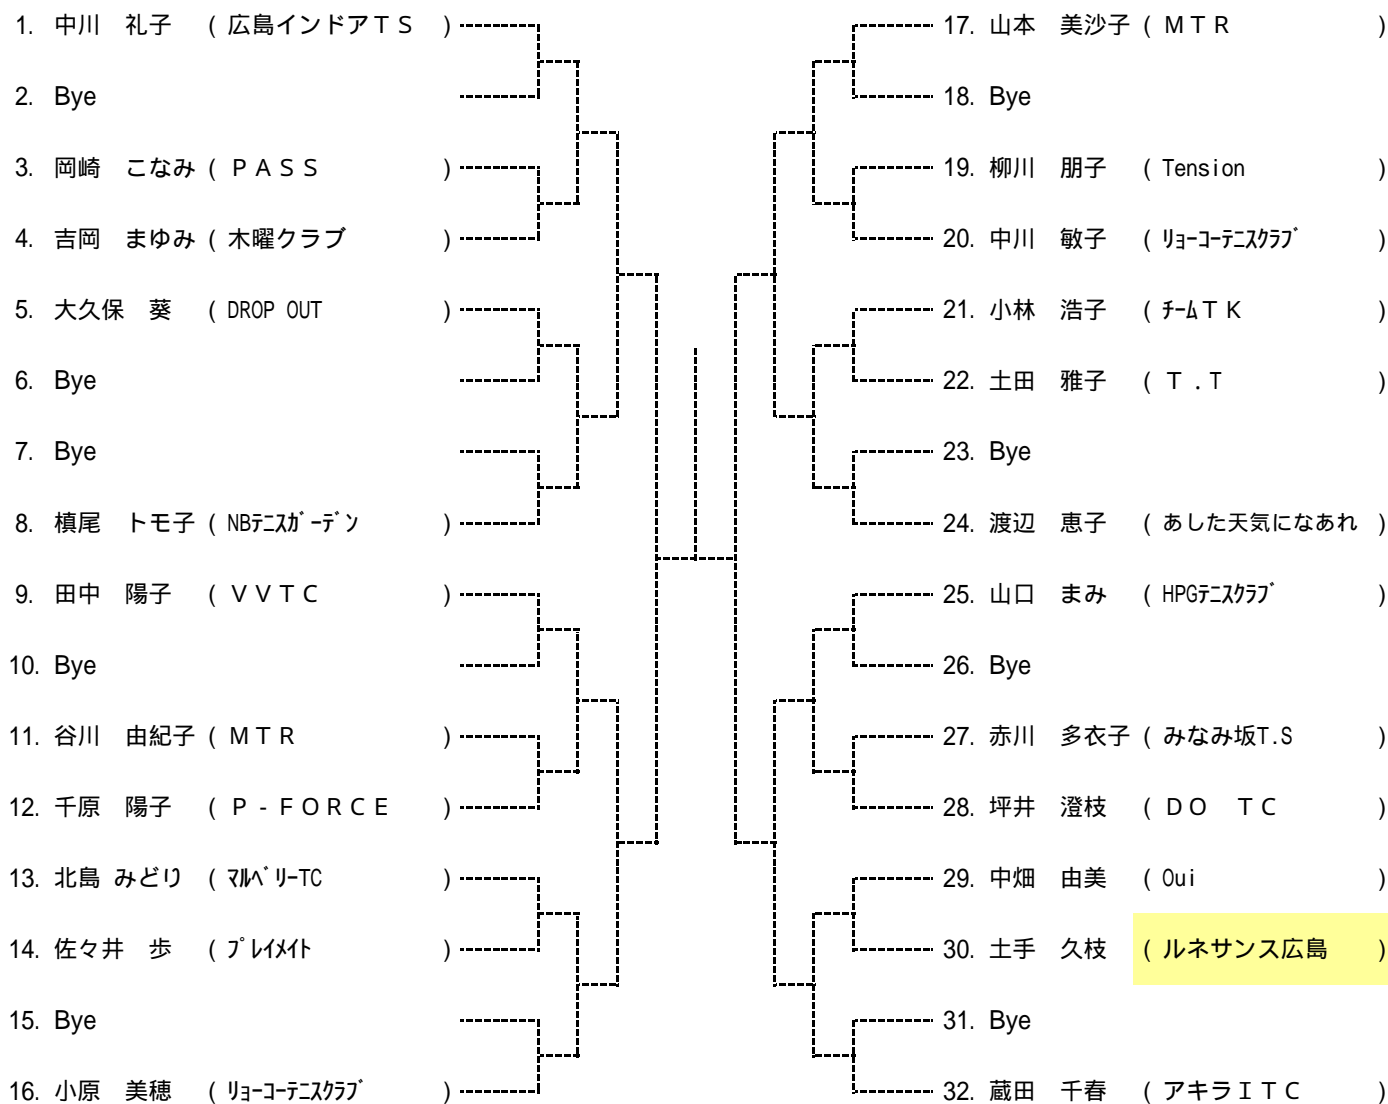 1. 中川　礼子 ( 広島インドアＴＳ )
2. Bye
3. 岡崎　こなみ ( ＰＡＳＳ )
4. 吉岡　まゆみ ( 木曜クラブ )
5. 大久保　葵 ( DROP OUT )
6. Bye
7. Bye
8. 槙尾　トモ子 ( NBﾃﾆｽｶﾞｰﾃﾞﾝ )
9. 田中　陽子 ( ＶＶＴＣ )
10. Bye
11. 谷川　由紀子 ( ＭＴＲ )
12. 千原　陽子 ( Ｐ-ＦＯＲＣＥ )
13. 北島 みどり ( ﾏﾙﾍﾞﾘｰTC )
14. 佐々井　歩 ( ﾌﾟﾚｲﾒｲﾄ )
15. Bye
16. 小原　美穂 ( ﾘｮｰｺｰﾃﾆｽｸﾗﾌﾞ )
17. 山本　美沙子 ( ＭＴＲ )
18. Bye
19. 柳川　朋子 ( Tension )
20. 中川　敏子 ( ﾘｮｰｺｰﾃﾆｽｸﾗﾌﾞ )
21. 小林　浩子 ( ﾁｰﾑＴＫ )
22. 土田　雅子 ( Ｔ.Ｔ )
23. Bye
24. 渡辺　恵子 ( あした天気になあれ )
25. 山口　まみ ( HPGﾃﾆｽｸﾗﾌﾞ )
26. Bye
27. 赤川　多衣子 ( みなみ坂T.S )
28. 坪井　澄枝 ( ＤＯ　ＴＣ )
29. 中畑　由美 ( Oui )
30. 土手　久枝 ( ルネサンス広島 )
31. Bye
32. 蔵田　千春 ( アキラＩＴＣ )